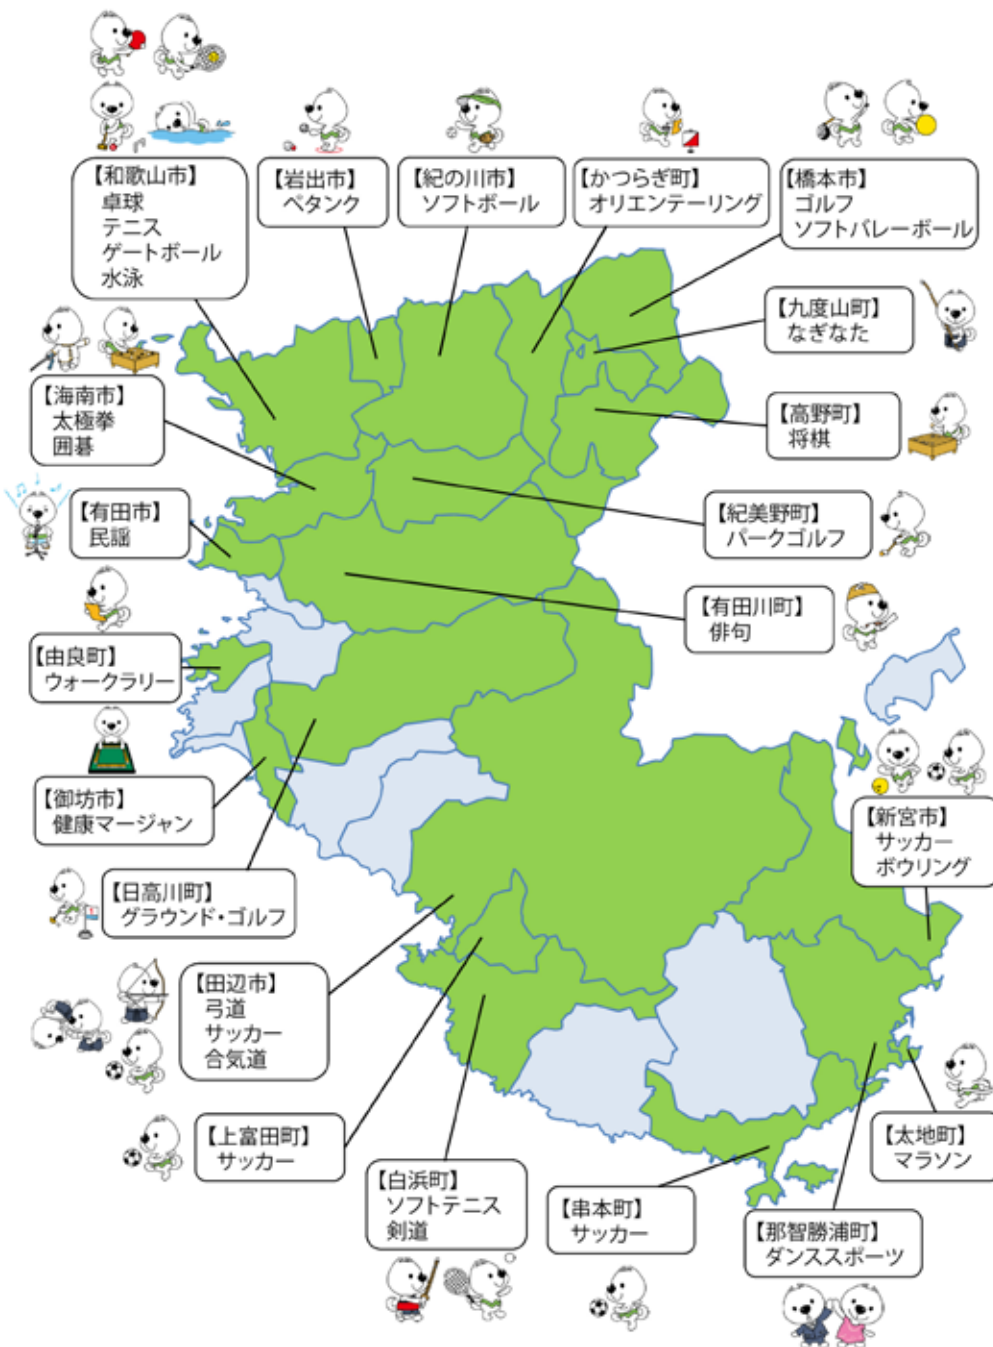 【和歌山市】
卓球
テニス
ゲートボール
水泳
【岩出市】
ペタンク
【紀の川市】
ソフトボール
【かつらぎ町】
オリエンテーリング
【橋本市】
ゴルフ
ソフトバレーボール
【九度山町】
なぎなた
【海南市】
太極拳
囲碁
【高野町】
将棋
【有田市】
民謡
【紀美野町】
パークゴルフ
【有田川町】
俳句
【由良町】
ウォークラリー
【御坊市】
健康マージャン
【新宮市】
サッカー
ボウリング
【日高川町】
グラウンド・ゴルフ
【田辺市】
弓道
サッカー
合気道
【上富田町】
サッカー
【太地町】
マラソン
【白浜町】
ソフトテニス
剣道
【串本町】
サッカー
【那智勝浦町】
ダンススポーツ